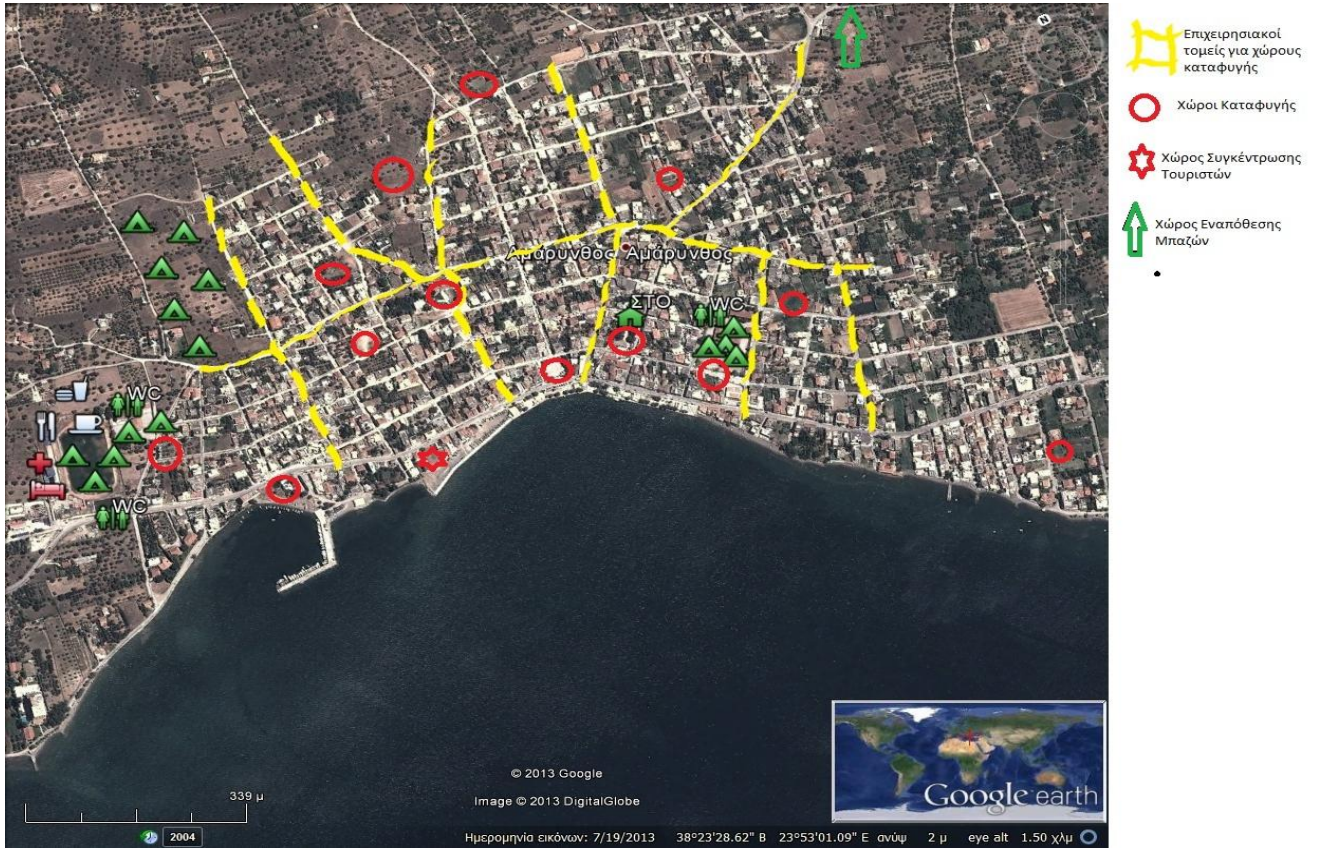 Επιχειρησιακοί
τομείς για χώρους
καταφυγής
Χώροι Καταφυγής
Χώρος Συγκέντρωσης
Τουριστών
Χώρος Εναπόθεσης
Μπαζών
N
Αμάρυνθος Αμάρυνθος
ΣΤΟ
WC
WC
WC
© 2013 Google
Image © 2013 DigitalGlobe
Google earth
339 μ
2004
Ημερομηνία εικόνων: 7/19/2013 38°23'28.62" Β 23°53'01.09" Ε ανύψ 2 μ eye alt 1.50 χλμ